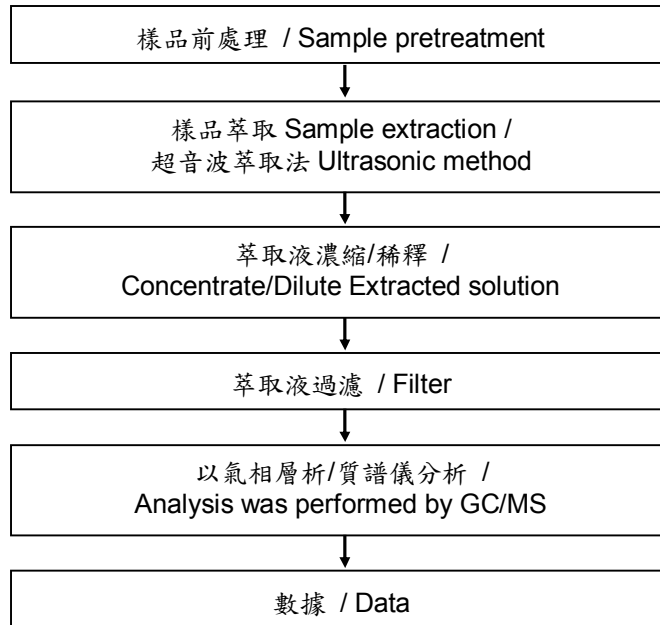 樣品前處理 / Sample pretreatment
樣品萃取 Sample extraction /
超音波萃取法 Ultrasonic method
萃取液濃縮/稀釋 /
Concentrate/Dilute Extracted solution
萃取液過濾 / Filter
以氣相層析/質譜儀分析 /
Analysis was performed by GC/MS
數據 / Data